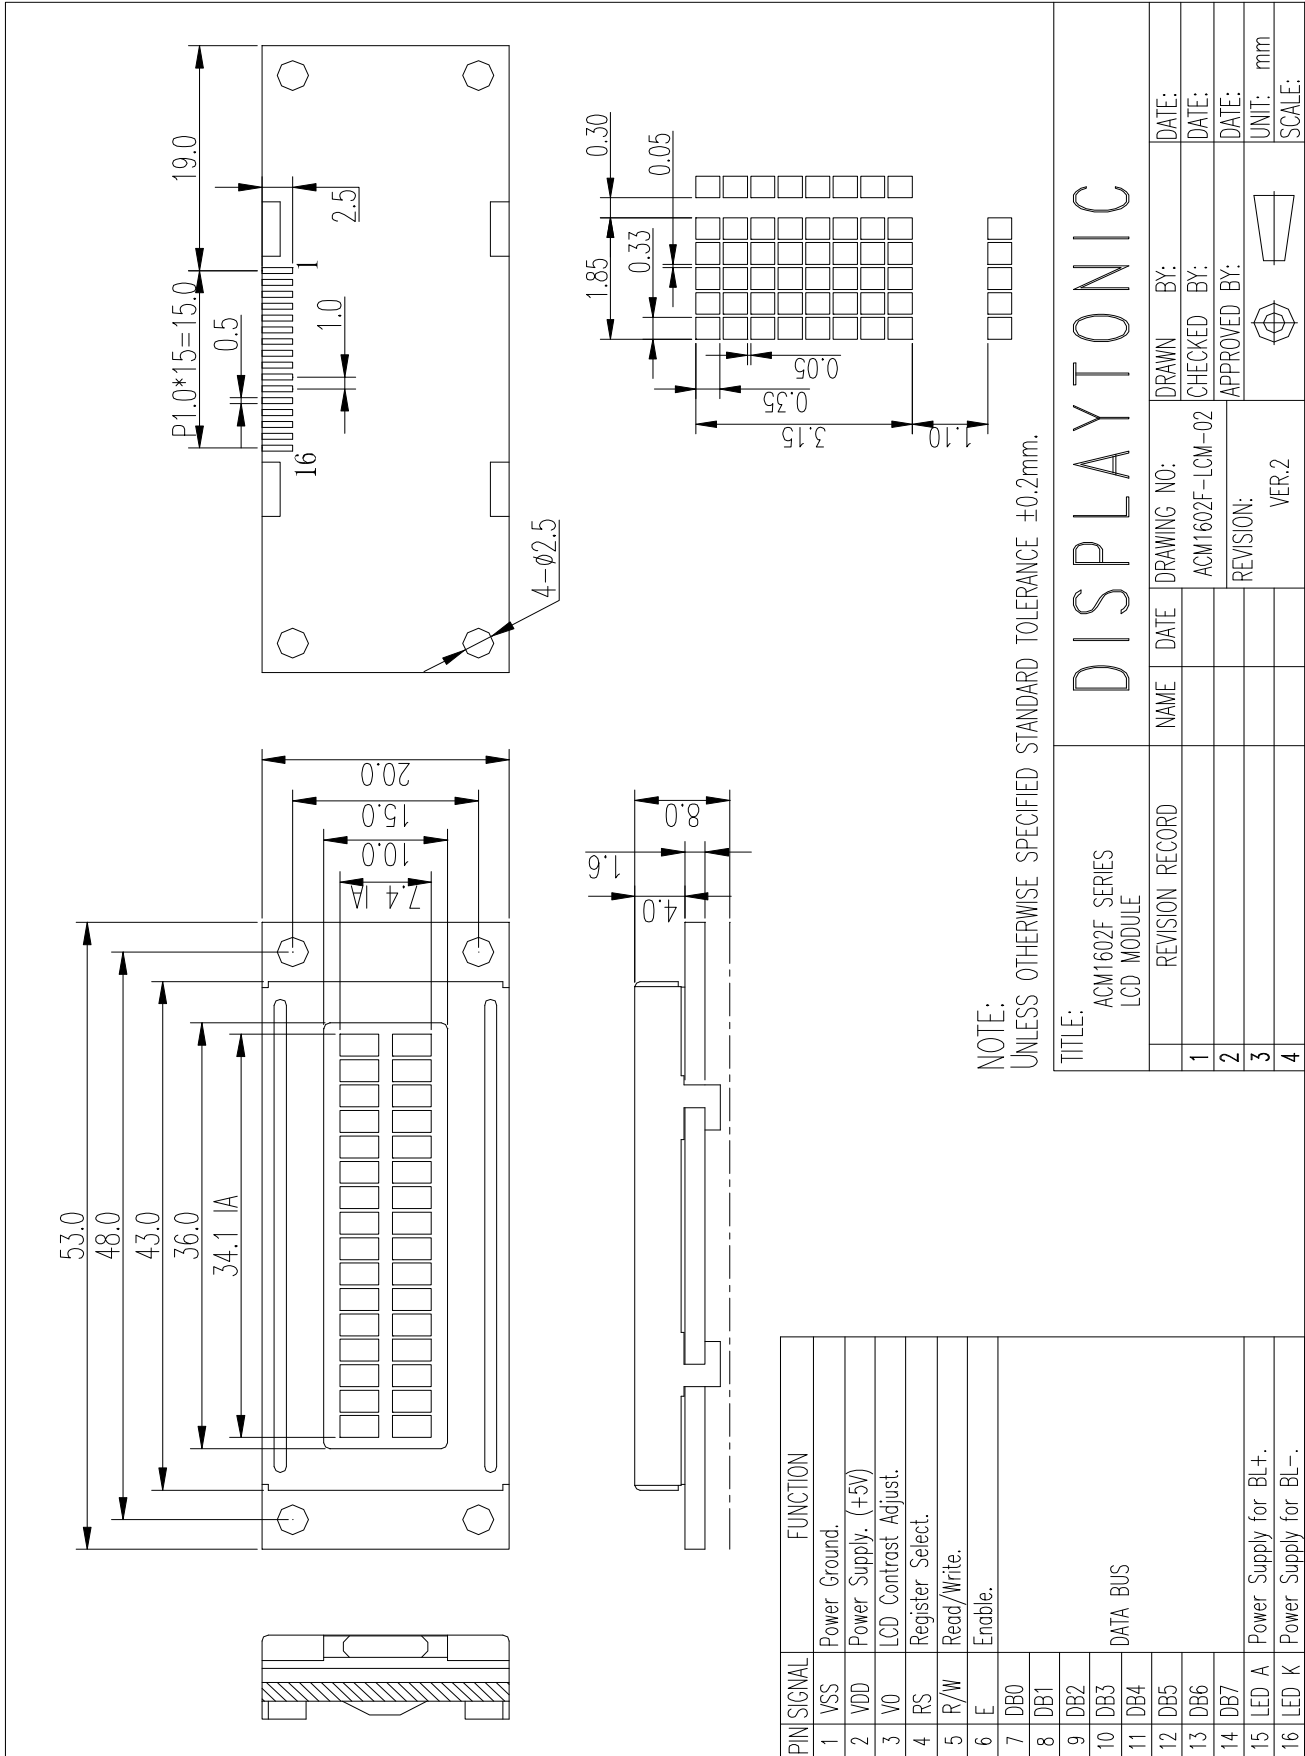 53.0
48.0
43.0
36.0
34.1 IA
20.0
15.0
10.0
7.4 IA
P1.0*15=15.0
19.0
0.5
1.0
2.5
16
1
4-ø2.5
8.0
1.6
4.0
1.85
0.30
0.33
0.05
0.05
0.35
3.15
1.10
NOTE:
UNLESS OTHERWISE SPECIFIED STANDARD TOLERANCE ±0.2mm.
PIN SIGNAL FUNCTION
1 VSS Power Ground.
2 VDD Power Supply. (+5V)
3 V0 LCD Contrast Adjust.
4 RS Register Select.
5 R/W Read/Write.
6 E Enable.
7 DB0
8 DB1
9 DB2
10 DB3
11 DB4
12 DB5
13 DB6
14 DB7
DATA BUS
15 LED A Power Supply for BL+.
16 LED K Power Supply for BL-.
TITLE:
ACM1602F SERIES
LCD MODULE
DISPLAYTONIC
REVISION RECORD NAME DATE
1
2
3
4
DRAWING NO:
ACM1602F-LCM-02
REVISION:
VER.2
DRAWN BY: DATE:
CHECKED BY: DATE:
APPROVED BY: DATE:
UNIT: mm
SCALE: